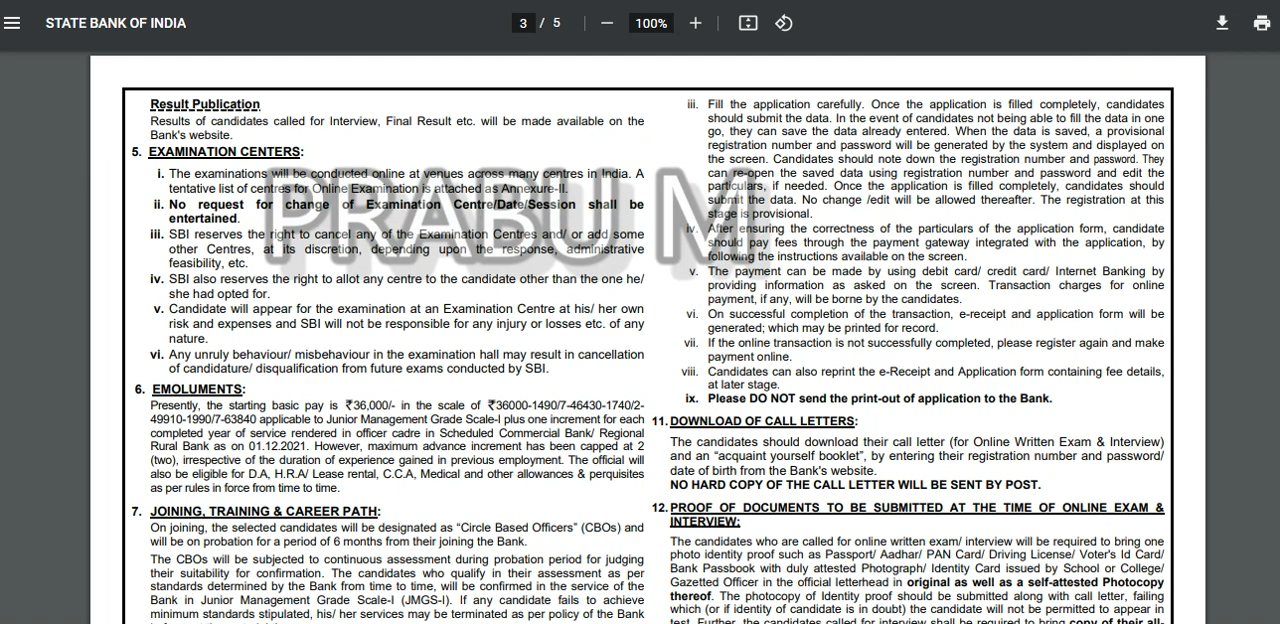 STATE BANK OF INDIA
3 / 5
100%
Result Publication
Results of candidates called for Interview, Final Result etc. will be made available on the
Bank's website.
5. EXAMINATION CENTERS:
i. The examinations will be conducted online at venues across many centres in India. A
tentative list of centres for Online Examination is attached as Annexure-II.
ii. No request for change of Examination Centre/Date/Session shall be
entertained.
iii. SBI reserves the right to cancel any of the Examination Centres and/ or add some
other Centres, at its discretion, depending upon the response, administrative
feasibility, etc.
iv. SBI also reserves the right to allot any centre to the candidate other than the one he/
she had opted for.
v. Candidate will appear for the examination at an Examination Centre at his/ her own
risk and expenses and SBI will not be responsible for any injury or losses etc. of any
nature.
vi. Any unruly behaviour/ misbehaviour in the examination hall may result in cancellation
of candidature/ disqualification from future exams conducted by SBI.
6. EMOLUMENTS:
Presently, the starting basic pay is ₹36,000/- in the scale of ₹36000-1490/7-46430-1740/2-
49910-1990/7-63840 applicable to Junior Management Grade Scale-I plus one increment for each
completed year of service rendered in officer cadre in Scheduled Commercial Bank/ Regional
Rural Bank as on 01.12.2021. However, maximum advance increment has been capped at 2
(two), irrespective of the duration of experience gained in previous employment. The official will
also be eligible for D.A, H.R.A/ Lease rental, C.C.A, Medical and other allowances & perquisites
as per rules in force from time to time.
7. JOINING, TRAINING & CAREER PATH:
On joining, the selected candidates will be designated as "Circle Based Officers" (CBOs) and
will be on probation for a period of 6 months from their joining the Bank.
The CBOs will be subjected to continuous assessment during probation period for judging
their suitability for confirmation. The candidates who qualify in their assessment as per
standards determined by the Bank from time to time, will be confirmed in the service of the
Bank in Junior Management Grade Scale-I (JMGS-I). If any candidate fails to achieve
minimum standards stipulated, his/ her services may be terminated as per policy of the Bank
iii. Fill the application carefully. Once the application is filled completely, candidates
should submit the data. In the event of candidates not being able to fill the data in one
go, they can save the data already entered. When the data is saved, a provisional
registration number and password will be generated by the system and displayed on
the screen. Candidates should note down the registration number and password. They
can re-open the saved data using registration number and password and edit the
particulars, if needed. Once the application is filled completely, candidates should
submit the data. No change /edit will be allowed thereafter. The registration at this
stage is provisional.
iv. After ensuring the correctness of the particulars of the application form, candidate
should pay fees through the payment gateway integrated with the application, by
following the instructions available on the screen.
v. The payment can be made by using debit card/ credit card/ Internet Banking by
providing information as asked on the screen. Transaction charges for online
payment, if any, will be borne by the candidates.
vi. On successful completion of the transaction, e-receipt and application form will be
generated; which may be printed for record.
vii. If the online transaction is not successfully completed, please register again and make
payment online.
viii. Candidates can also reprint the e-Receipt and Application form containing fee details,
at later stage.
ix. Please DO NOT send the print-out of application to the Bank.
11. DOWNLOAD OF CALL LETTERS:
The candidates should download their call letter (for Online Written Exam & Interview)
and an "acquaint yourself booklet", by entering their registration number and password/
date of birth from the Bank's website.
NO HARD COPY OF THE CALL LETTER WILL BE SENT BY POST.
12. PROOF OF DOCUMENTS TO BE SUBMITTED AT THE TIME OF ONLINE EXAM &
INTERVIEW:
The candidates who are called for online written exam/ interview will be required to bring one
photo identity proof such as Passport/ Aadhar/ PAN Card/ Driving License/ Voter's Id Card/
Bank Passbook with duly attested Photograph/ Identity Card issued by School or College/
Gazetted Officer in the official letterhead in original as well as a self-attested Photocopy
thereof. The photocopy of Identity proof should be submitted along with call letter, failing
which (or if identity of candidate is in doubt) the candidate will not be permitted to appear in
test. Further, the candidates called for interview shall be required to bring copy of their all-
PRABU M